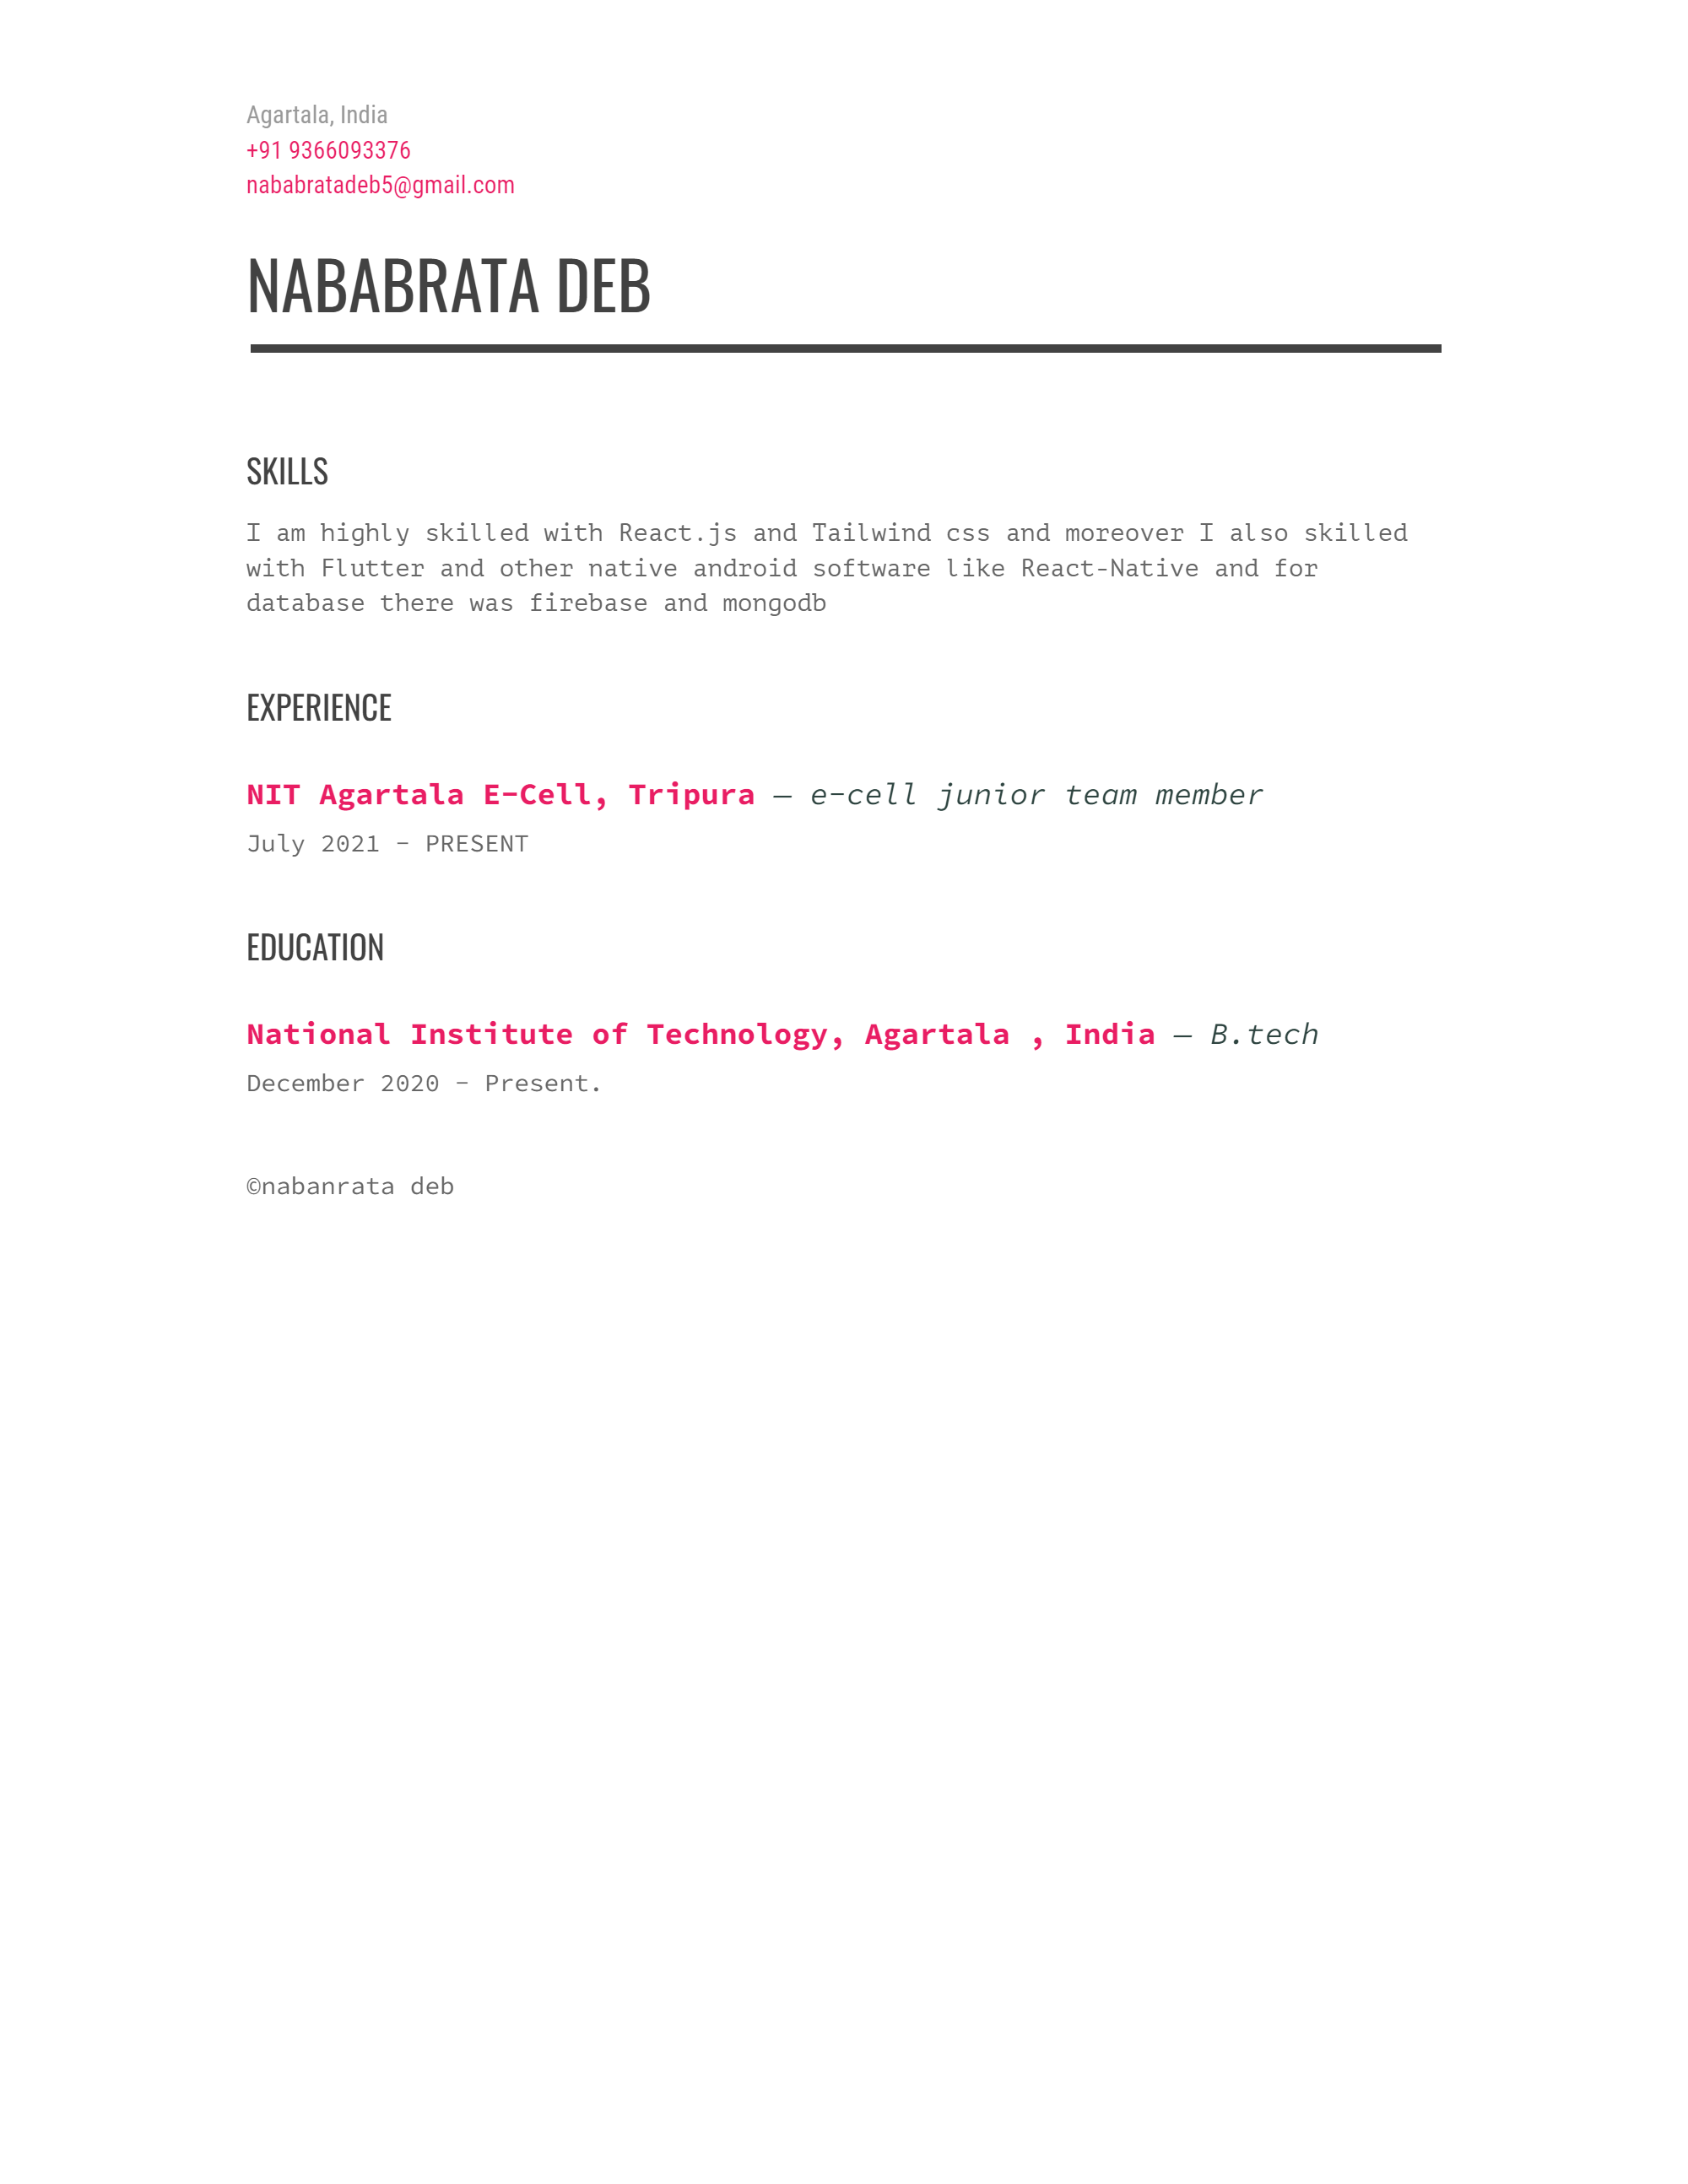 Agartala, India
+91 9366093376
nababratadeb5@gmail.com
NABABRATA DEB
SKILLS
I am highly skilled with React.js and Tailwind css and moreover I also skilled
with Flutter and other native android software like React-Native and for
database there was firebase and mongodb
EXPERIENCE
NIT Agartala E-Cell, Tripura — e-cell junior team member
July 2021 - PRESENT
EDUCATION
National Institute of Technology, Agartala , India — B.tech
December 2020 - Present.
©nabanrata deb